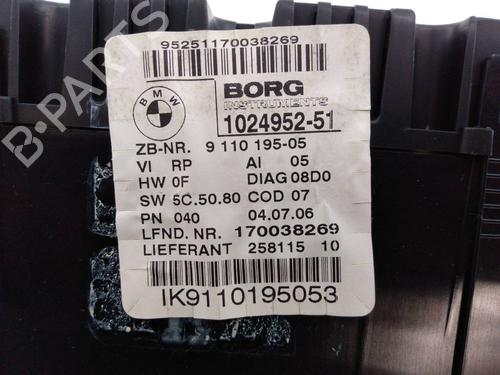 95251170038269
BMW
BORG
INSTRUMENTS
1024952-51
ZB-NR. 9 110 195-05
VI RP AI 05
HW 0F DIAG 08D0
SW 5C.50.80 COD 07
PN 040 04.07.06
LFND. NR. 170038269
LIEFERANT 258115 10
IK9110195053
B-PARTS